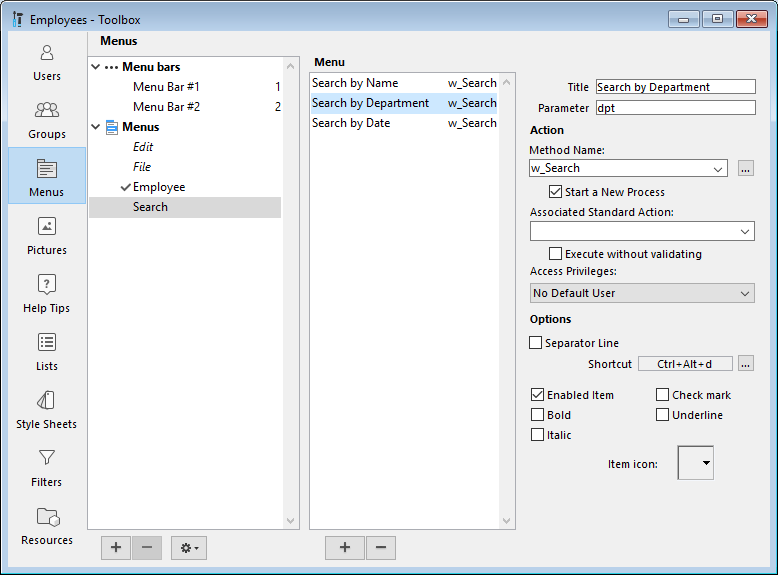 Employees - Toolbox
Users
Groups
Menus
Pictures
Help Tips
Lists
Style Sheets
Filters
Resources
Menus
Menu bars
Menu Bar #1 1
Menu Bar #2 2
Menus
Edit
File
Employee
Search
Menu
Search by Name w_Search
Search by Department w_Search
Search by Date w_Search
Title Search by Department
Parameter dpt
Action
Method Name:
w_Search ...
Start a New Process
Associated Standard Action:
Execute without validating
Access Privileges:
No Default User
Options
Separator Line
Shortcut Ctrl+Alt+d ...
Enabled Item Check mark
Bold Underline
Italic
Item icon: